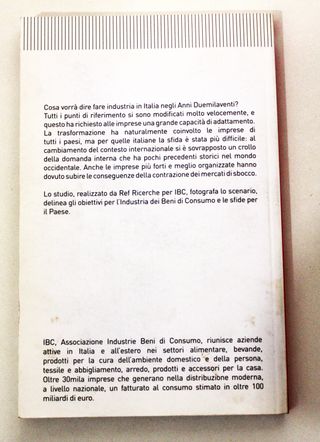 Cosa vorrà dire fare industria in Italia negli Anni Duemilaventi?
Tutti i punti di riferimento si sono modificati molto velocemente, e
questo ha richiesto alle imprese una grande capacità di adattamento.
La trasformazione ha naturalmente coinvolto le imprese di
tutti i paesi, ma per quelle italiane la sfida è stata più difficile: al
cambiamento del contesto internazionale si è sovrapposto un crollo
della domanda interna che ha pochi precedenti storici nel mondo
occidentale. Anche le imprese più forti e meglio organizzate hanno
dovuto subire le conseguenze della contrazione dei mercati di sbocco.
Lo studio, realizzato da Ref Ricerche per IBC, fotografa lo scenario,
delinea gli obiettivi per l'Industria dei Beni di Consumo e le sfide per
il Paese.
IBC, Associazione Industrie Beni di Consumo, riunisce aziende
attive in Italia e all'estero nei settori alimentare, bevande,
prodotti per la cura dell'ambiente domestico e della persona,
tessile e abbigliamento, arredo, prodotti e accessori per la casa.
Oltre 30mila imprese che generano nella distribuzione moderna,
a livello nazionale, un fatturato al consumo stimato in oltre 100
miliardi di euro.